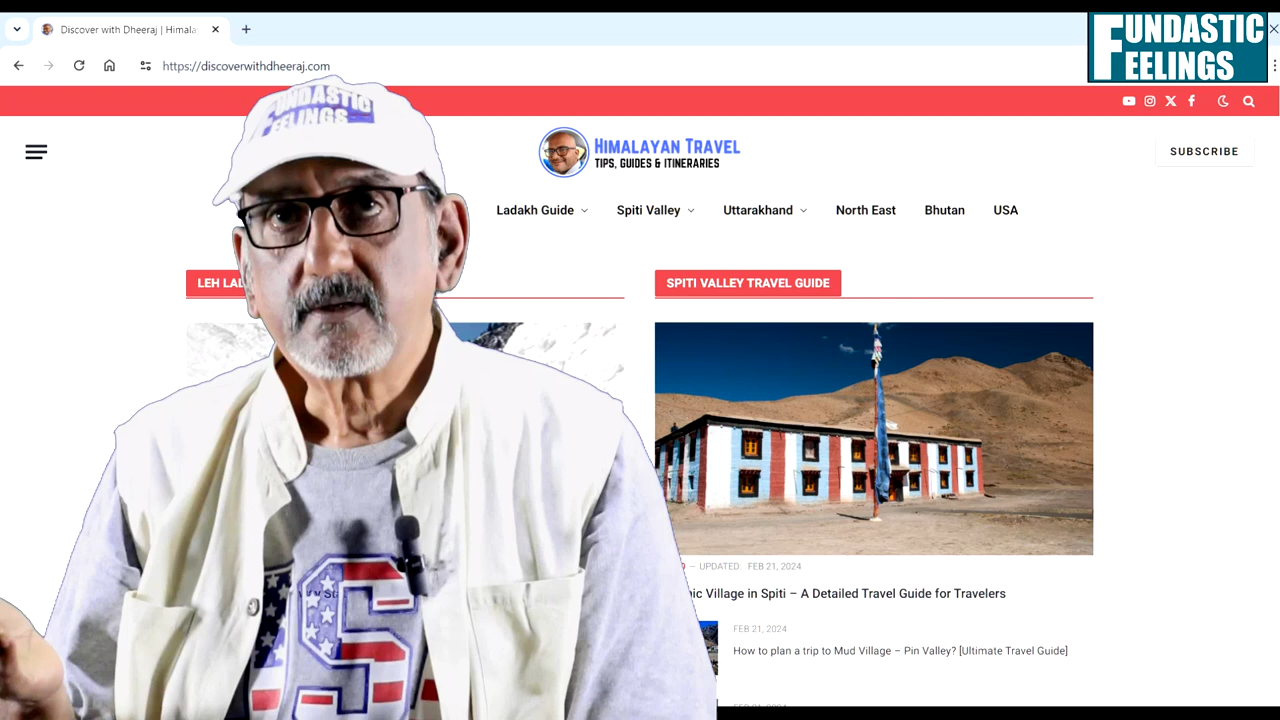 Discover with Dheeraj | Himala
FUNDASTIC
FEELINGS
https://discoverwithdheeraj.com
FUNDASTIC
FEELINGS
HIMALAYAN TRAVEL
TIPS, GUIDES & ITINERARIES
SUBSCRIBE
Ladakh Guide
Spiti Valley
Uttarakhand
North East
Bhutan
USA
LEH LAD
SPITI VALLEY TRAVEL GUIDE
— UPDATED: FEB 21, 2024
Village in Spiti – A Detailed Travel Guide for Travelers
FEB 21, 2024
How to plan a trip to Mud Village – Pin Valley? [Ultimate Travel Guide]